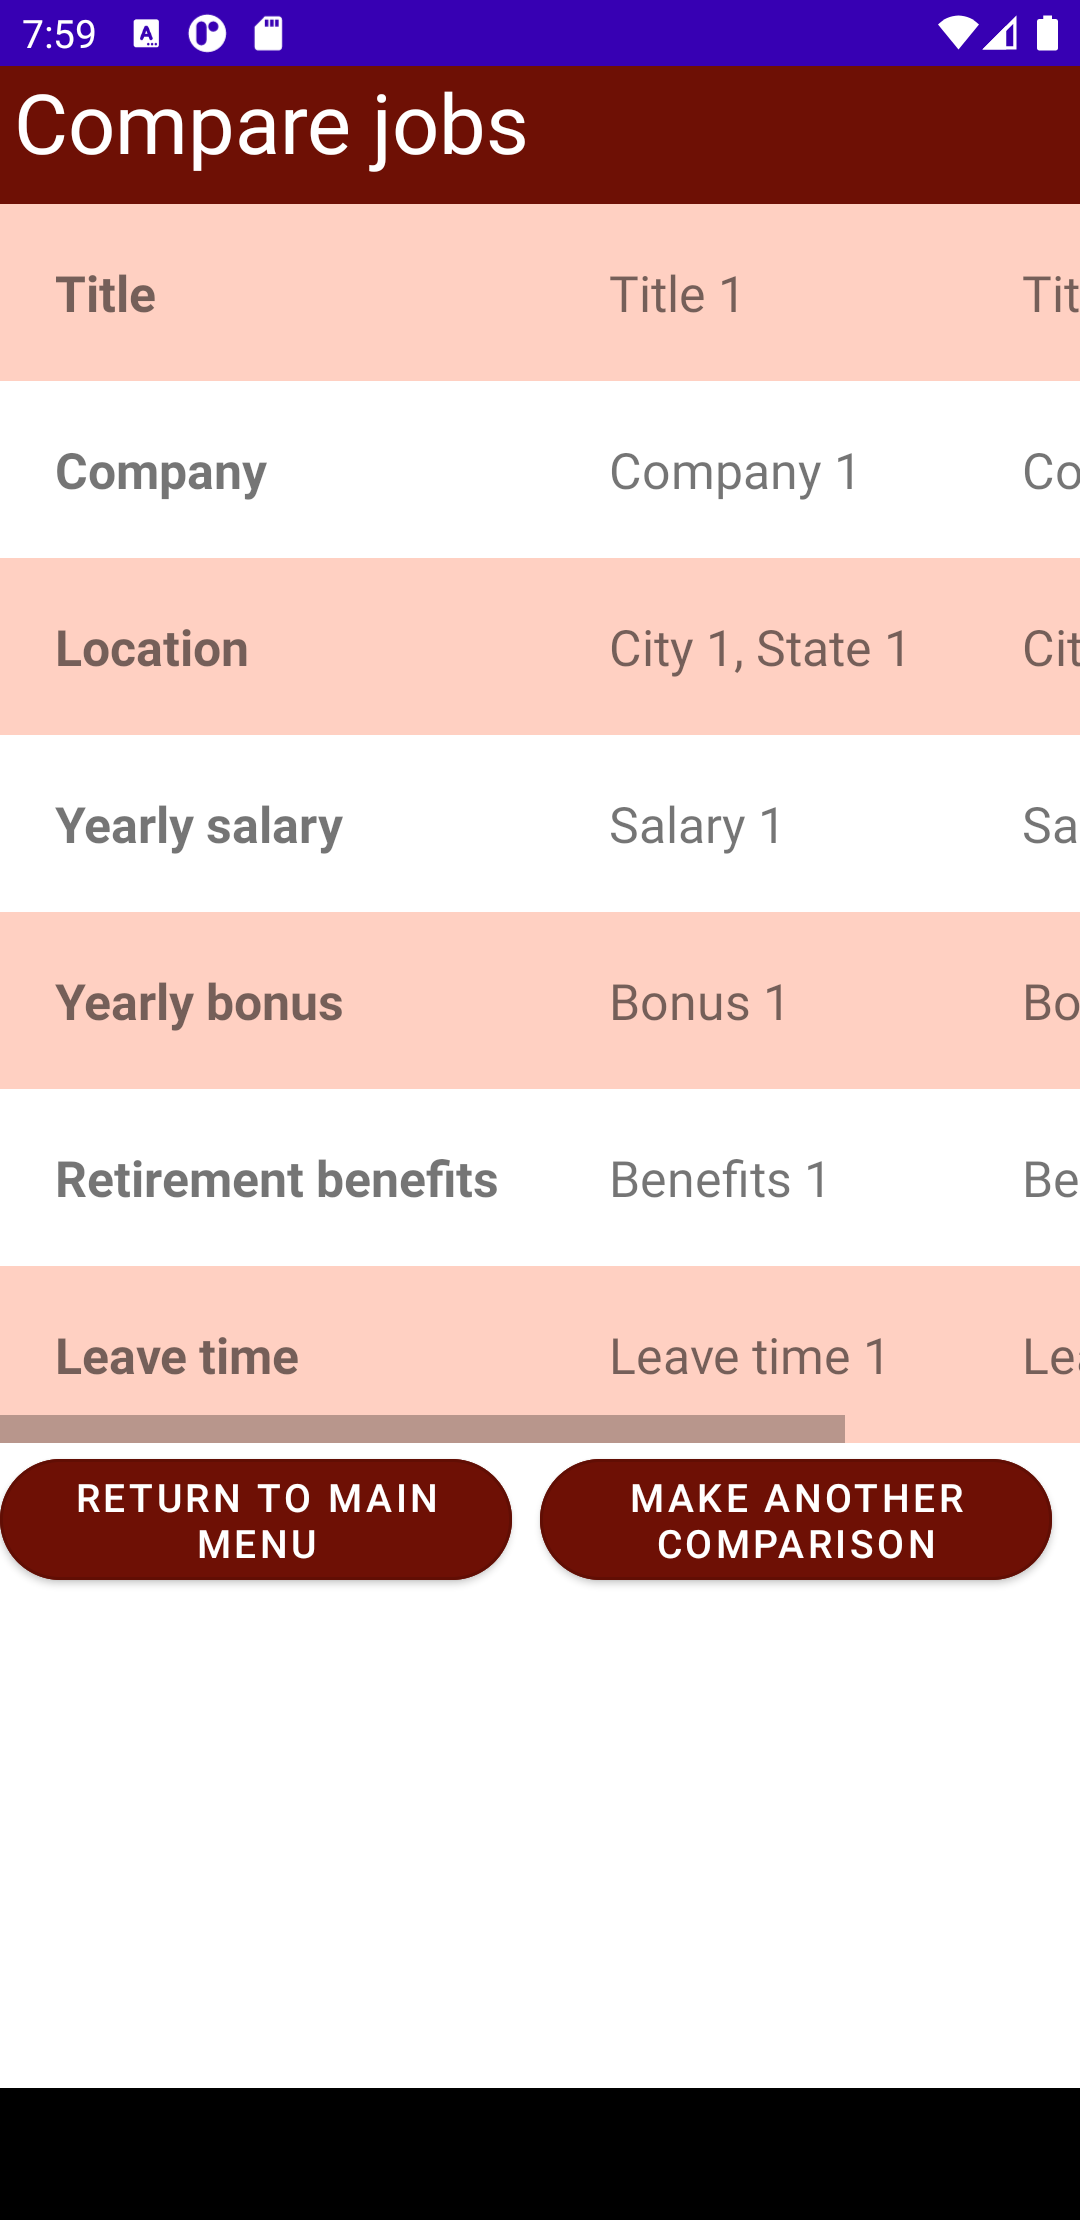 7:59
Compare jobs
Title Title 1 Tit
Company Company 1 Co
Location City 1, State 1 Cit
Yearly salary Salary 1 Sa
Yearly bonus Bonus 1 Bo
Retirement benefits Benefits 1 Be
Leave time Leave time 1 Lea
RETURN TO MAIN
MENU
MAKE ANOTHER
COMPARISON